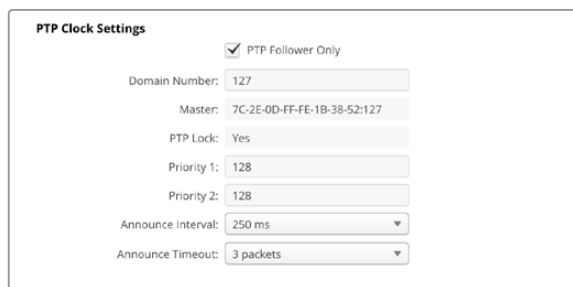 PTP Clock Settings
PTP Follower Only
Domain Number: 127
Master: 7C-2E-0D-FF-FE-1B-38-52:127
PTP Lock: Yes
Priority 1: 128
Priority 2: 128
Announce Interval: 250 ms
Announce Timeout: 3 packets